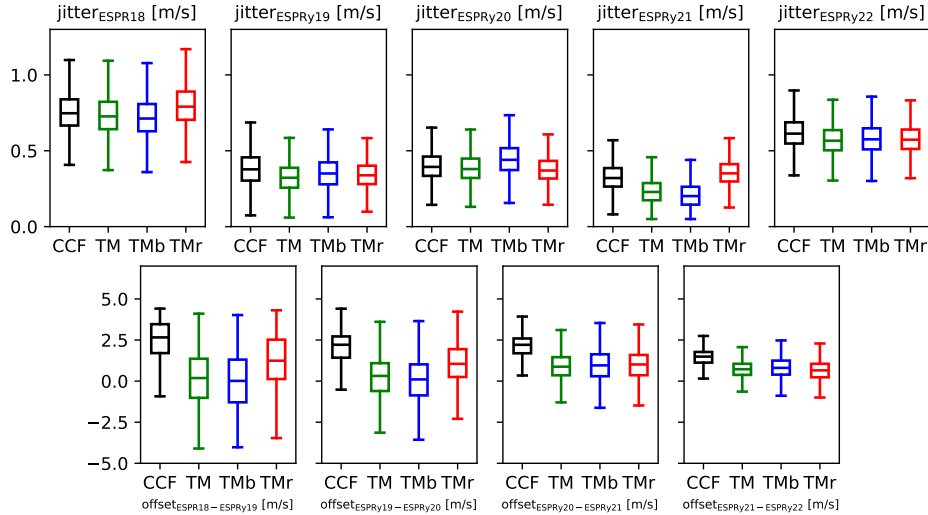 jitter_ESPR18 [m/s] jitter_ESPRy19 [m/s] jitter_ESPRy20 [m/s] jitter_ESPRy21 [m/s] jitter_ESPRy22 [m/s]
1.0
0.5
0.0
CCF TM TMb TMr CCF TM TMb TMr CCF TM TMb TMr CCF TM TMb TMr CCF TM TMb TMr
5.0
2.5
0.0
−2.5
−5.0
CCF TM TMb TMr CCF TM TMb TMr CCF TM TMb TMr CCF TM TMb TMr
offset_ESPR18−ESPRy19 [m/s] offset_ESPRy19−ESPRy20 [m/s] offset_ESPRy20−ESPRy21 [m/s] offset_ESPRy21−ESPRy22 [m/s]